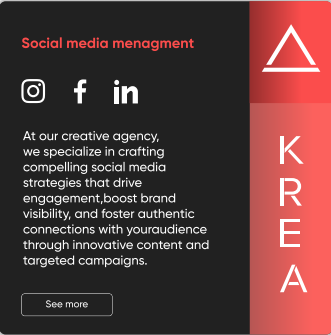 Social media menagment
At our creative agency,
we specialize in crafting
compelling social media
strategies that drive
engagement,boost brand
visibility, and foster authentic
connections with youraudience
through innovative content and
targeted campaigns.
See more
KREA